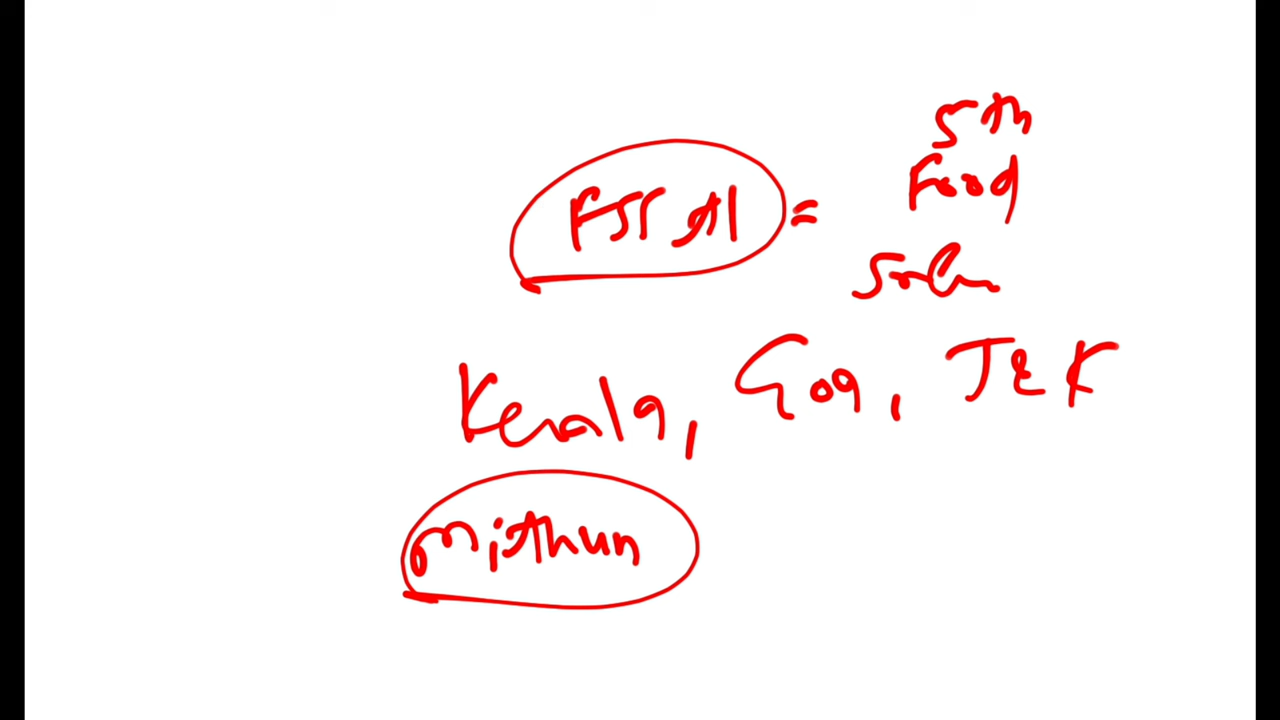 5th
FSSAI = Food
Kerala, Goa, J & K
Mithun